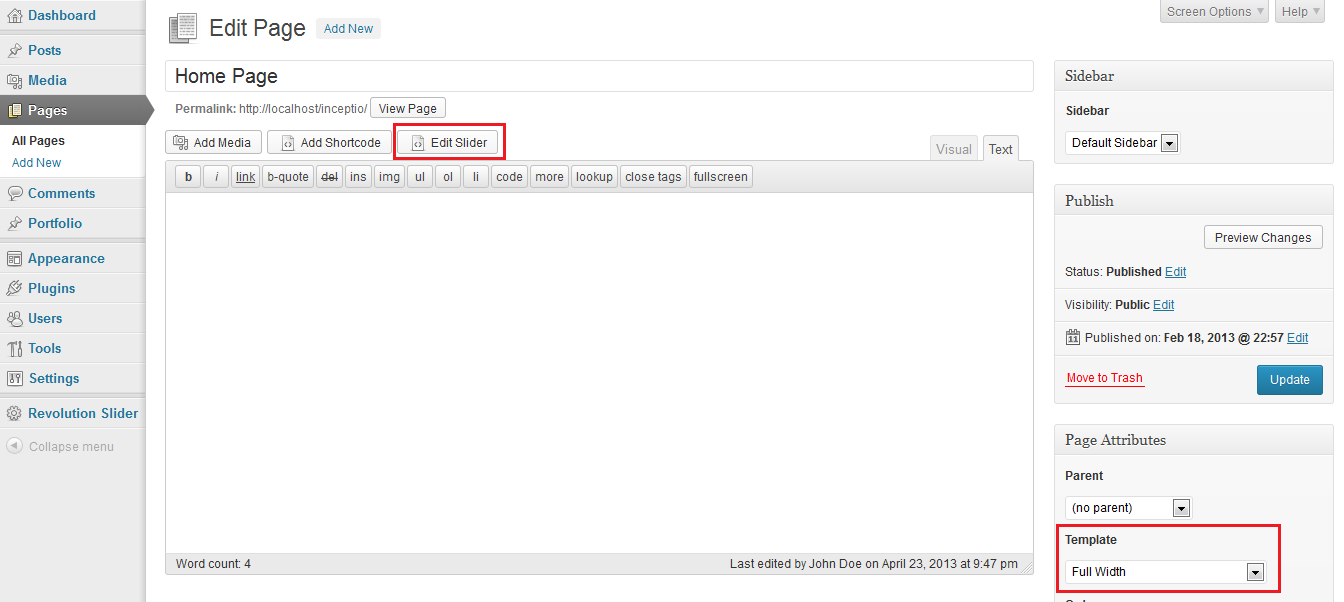 Dashboard
Posts
Media
Pages
All Pages
Add New
Comments
Portfolio
Appearance
Plugins
Users
Tools
Settings
Revolution Slider
Collapse menu
Screen Options Help
Edit Page Add New
Home Page
Permalink: http://localhost/inceptio/ View Page
Add Media Add Shortcode Edit Slider
Visual Text
b i link b-quote del ins img ul ol li code more lookup close tags fullscreen
Word count: 4 Last edited by John Doe on April 23, 2013 at 9:47 pm
Sidebar
Sidebar
Default Sidebar
Publish
Preview Changes
Status: Published Edit
Visibility: Public Edit
11 Published on: Feb 18, 2013 @ 22:57 Edit
Move to Trash Update
Page Attributes
Parent
(no parent)
Template
Full Width